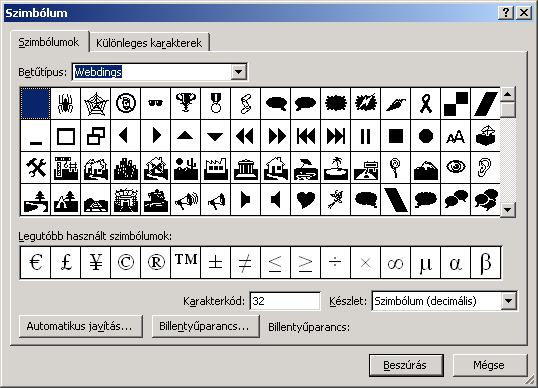 Szimbólum
Szimbólumok Különleges karakterek
Betűtípus: Webdings
AA
Legutóbb használt szimbólumok:
€ £ ¥ © ® ™ ± ≠ ≤ ≥ ÷ × ∞ µ α β
Karakterkód: 32 Készlet: Szimbólum (decimális)
Automatikus javítás... Billentyűparancs... Billentyűparancs:
Beszúrás Mégse